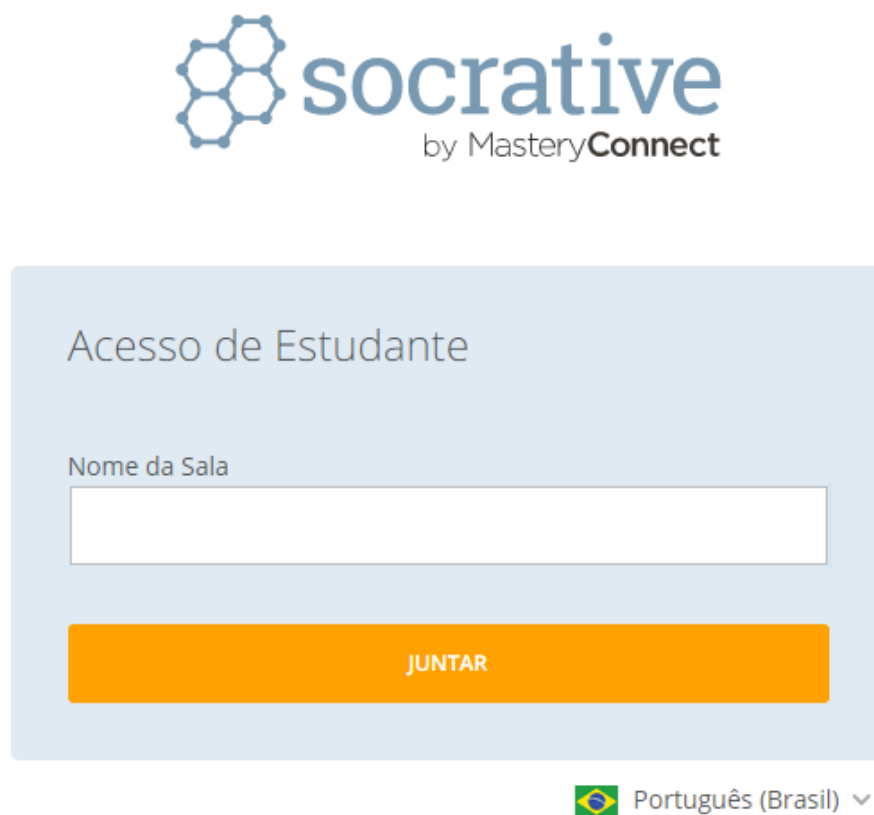 socrative
by MasteryConnect
Acesso de Estudante
Nome da Sala
JUNTAR
Português (Brasil)